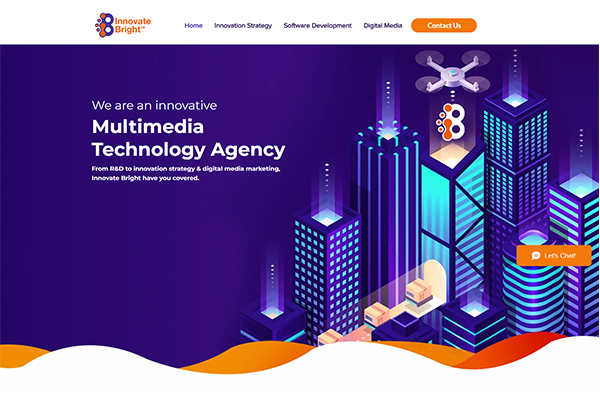 Innovate
Bright™
Home
Innovation Strategy
Software Development
Digital Media
Contact Us
We are an innovative
Multimedia
Technology Agency
From R&D to innovation strategy & digital media marketing,
Innovate Bright have you covered.
Let's Chat!